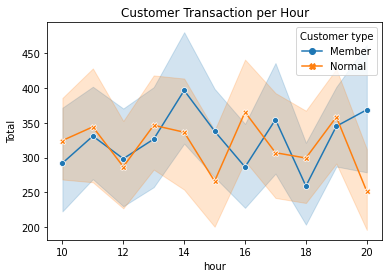 Customer Transaction per Hour
Customer type
Member
Normal
450
400
350
300
250
200
Total
10
12
14
16
18
20
hour